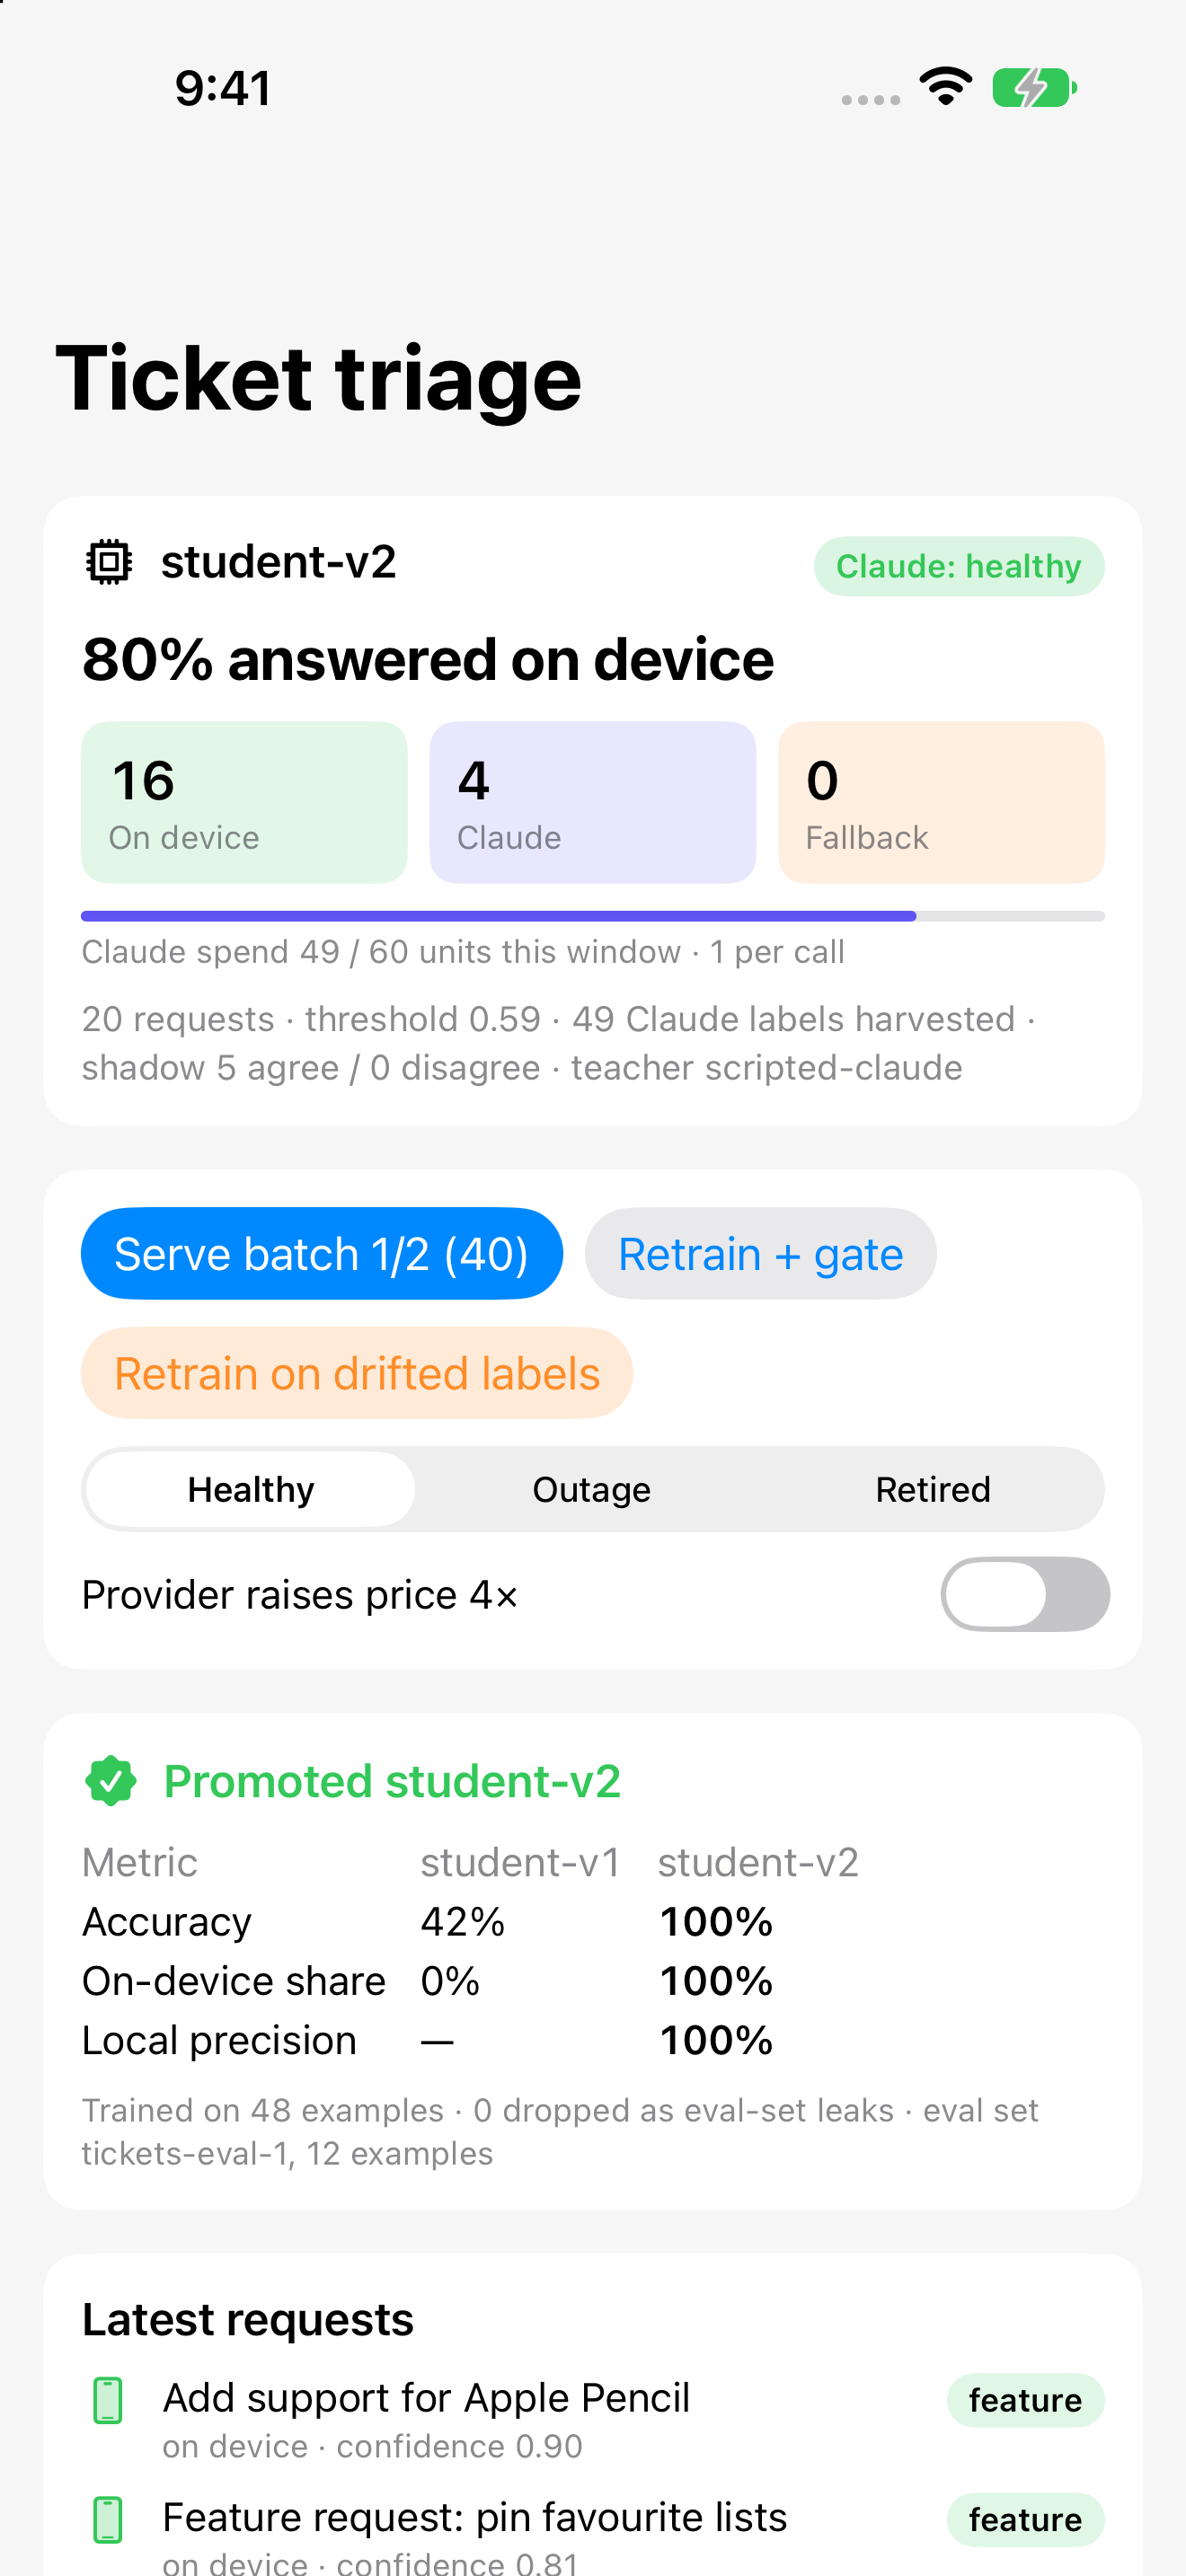 9:41
Ticket triage
student-v2
Claude: healthy
80% answered on device
16
On device
4
Claude
0
Fallback
Claude spend 49 / 60 units this window · 1 per call
20 requests · threshold 0.59 · 49 Claude labels harvested ·
shadow 5 agree / 0 disagree · teacher scripted-claude
Serve batch 1/2 (40)
Retrain + gate
Retrain on drifted labels
Healthy
Outage
Retired
Provider raises price 4×
Promoted student-v2
Metric student-v1 student-v2
Accuracy 42% 100%
On-device share 0% 100%
Local precision — 100%
Trained on 48 examples · 0 dropped as eval-set leaks · eval set
tickets-eval-1, 12 examples
Latest requests
Add support for Apple Pencil
feature
on device · confidence 0.90
Feature request: pin favourite lists
feature
on device · confidence 0.81